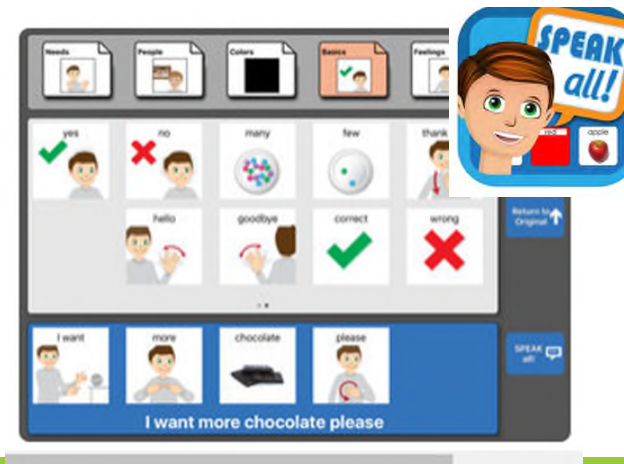 Needs People Colors Basics Feelings
SPEAK
all!
red apple
yes no many few thank
Return to
Original
hello goodbye correct wrong
I want more chocolate please
SPEAK
all!
I want more chocolate please